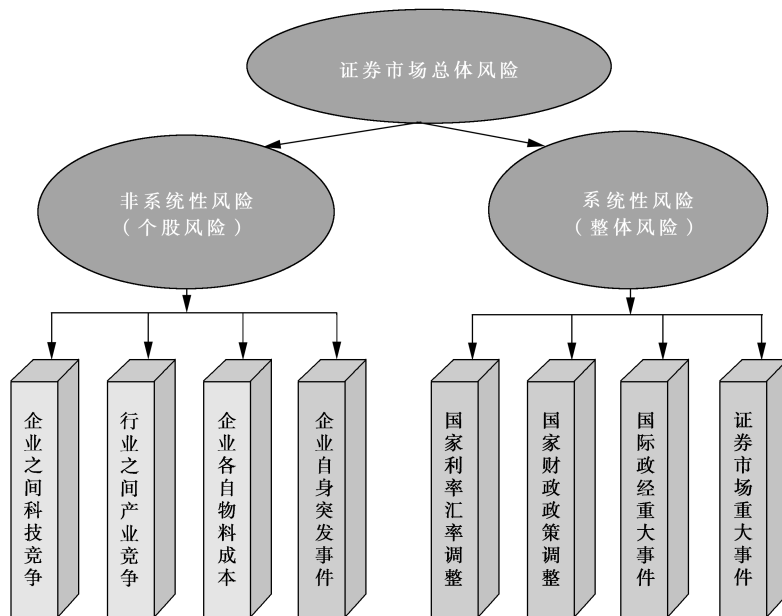 证券市场总体风险
非系统性风险
（个股风险）
系统性风险
（整体风险）
企业之间科技竞争
行业之间产业竞争
企业各自物料成本
企业自身突发事件
国家利率汇率调整
国家财政政策调整
国际政经重大事件
证券市场重大事件